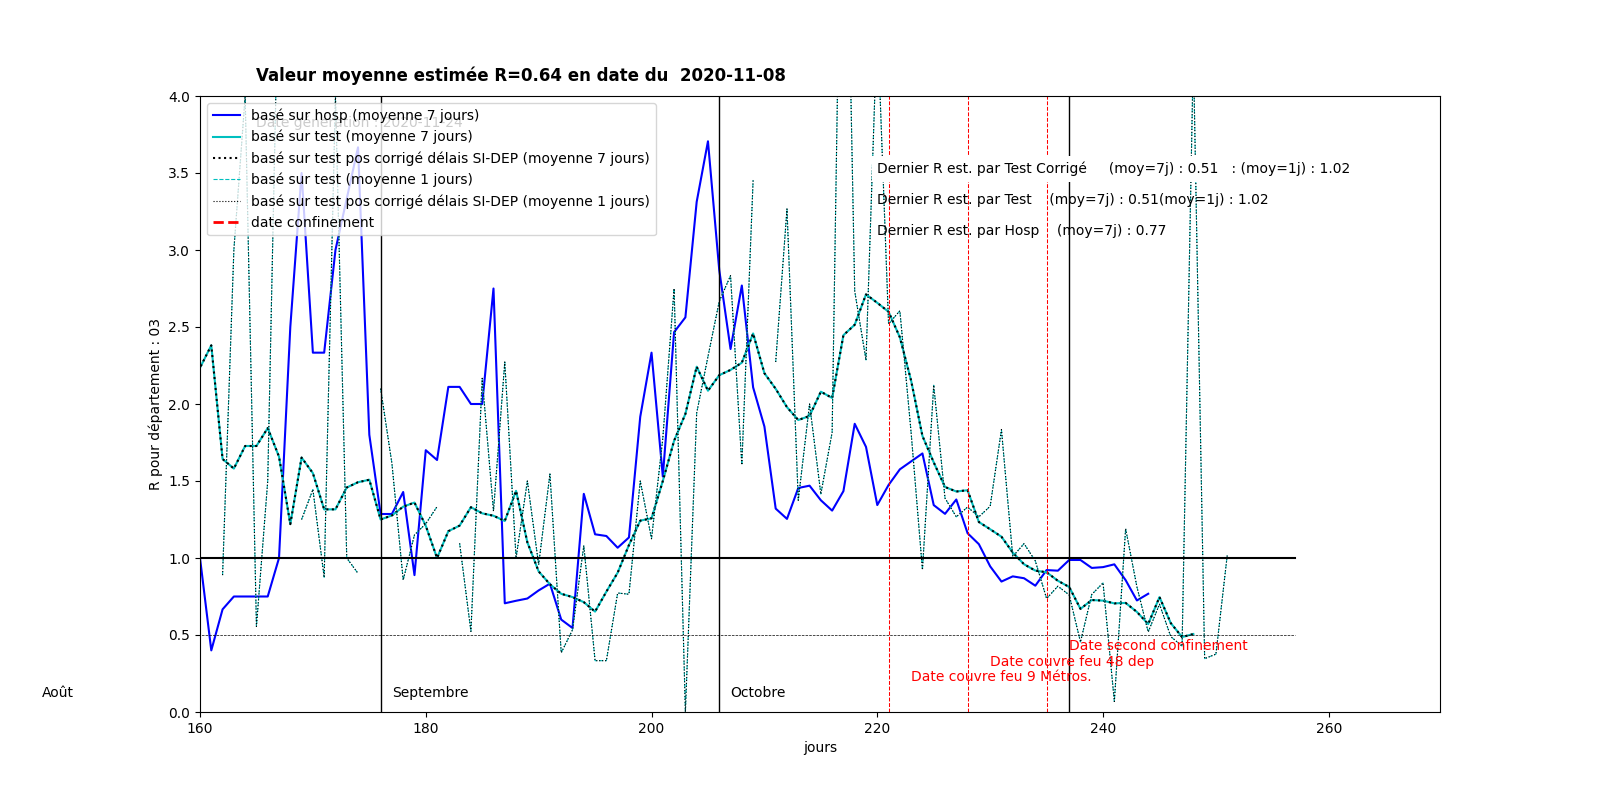 Valeur moyenne estimée R=0.64 en date du  2020-11-08
4.0
3.5
3.0
2.5
2.0
1.5
1.0
0.5
0.0
R pour département : 03
Date génération : 2020-11-24
basé sur hosp (moyenne 7 jours)
basé sur test (moyenne 7 jours)
basé sur test pos corrigé délais SI-DEP (moyenne 7 jours)
basé sur test (moyenne 1 jours)
basé sur test pos corrigé délais SI-DEP (moyenne 1 jours)
date confinement
Dernier R est. par Test Corrigé     (moy=7j) : 0.51   : (moy=1j) : 1.02
Dernier R est. par Test    (moy=7j) : 0.51(moy=1j) : 1.02
Dernier R est. par Hosp    (moy=7j) : 0.77
Date second confinement
Date couvre feu 48 dep
Date couvre feu 9 Métros.
Août
Septembre
Octobre
160 180 200 220 240 260
jours